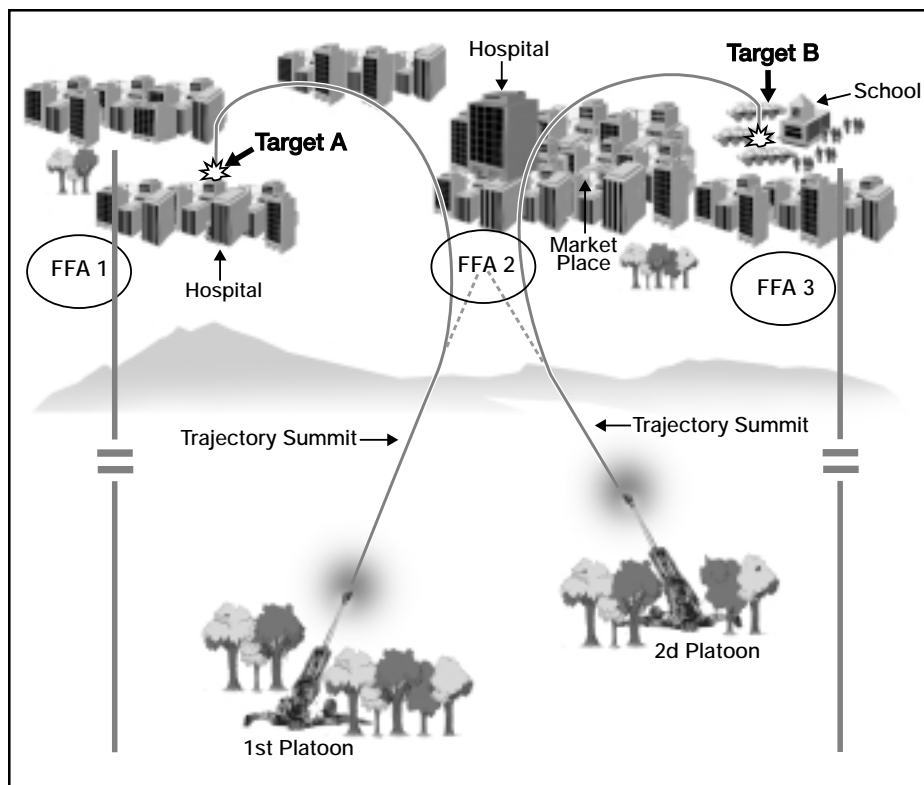 Hospital
Target B
School
Target A
Market
Place
FFA 1
Hospital
FFA 2
FFA 3
Trajectory Summit
Trajectory Summit
2d Platoon
1st Platoon